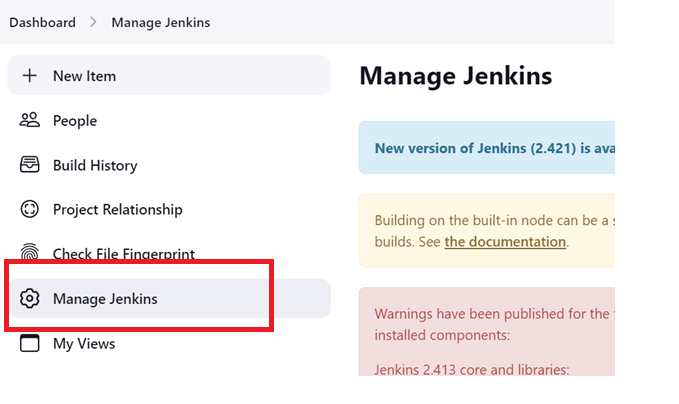 Dashboard > Manage Jenkins
New Item
People
Build History
Project Relationship
Check File Fingerprint
Manage Jenkins
My Views
Manage Jenkins
New version of Jenkins (2.421) is
Building on the built-in node can be a
builds. See the documentation.
Warnings have been published for the
installed components:
Jenkins 2.413 core and libraries: